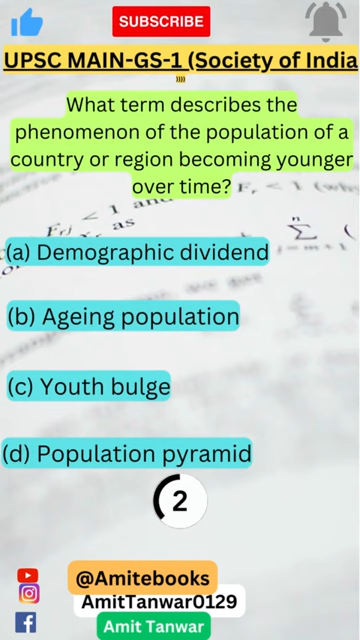 SUBSCRIBE
UPSC MAIN-GS-1 (Society of India
))))
What term describes the
phenomenon of the population of a
country or region becoming younger
over time?
(a) Demographic dividend
(b) Ageing population
(c) Youth bulge
(d) Population pyramid
2
@Amitebooks
AmitTanwar0129
Amit Tanwar